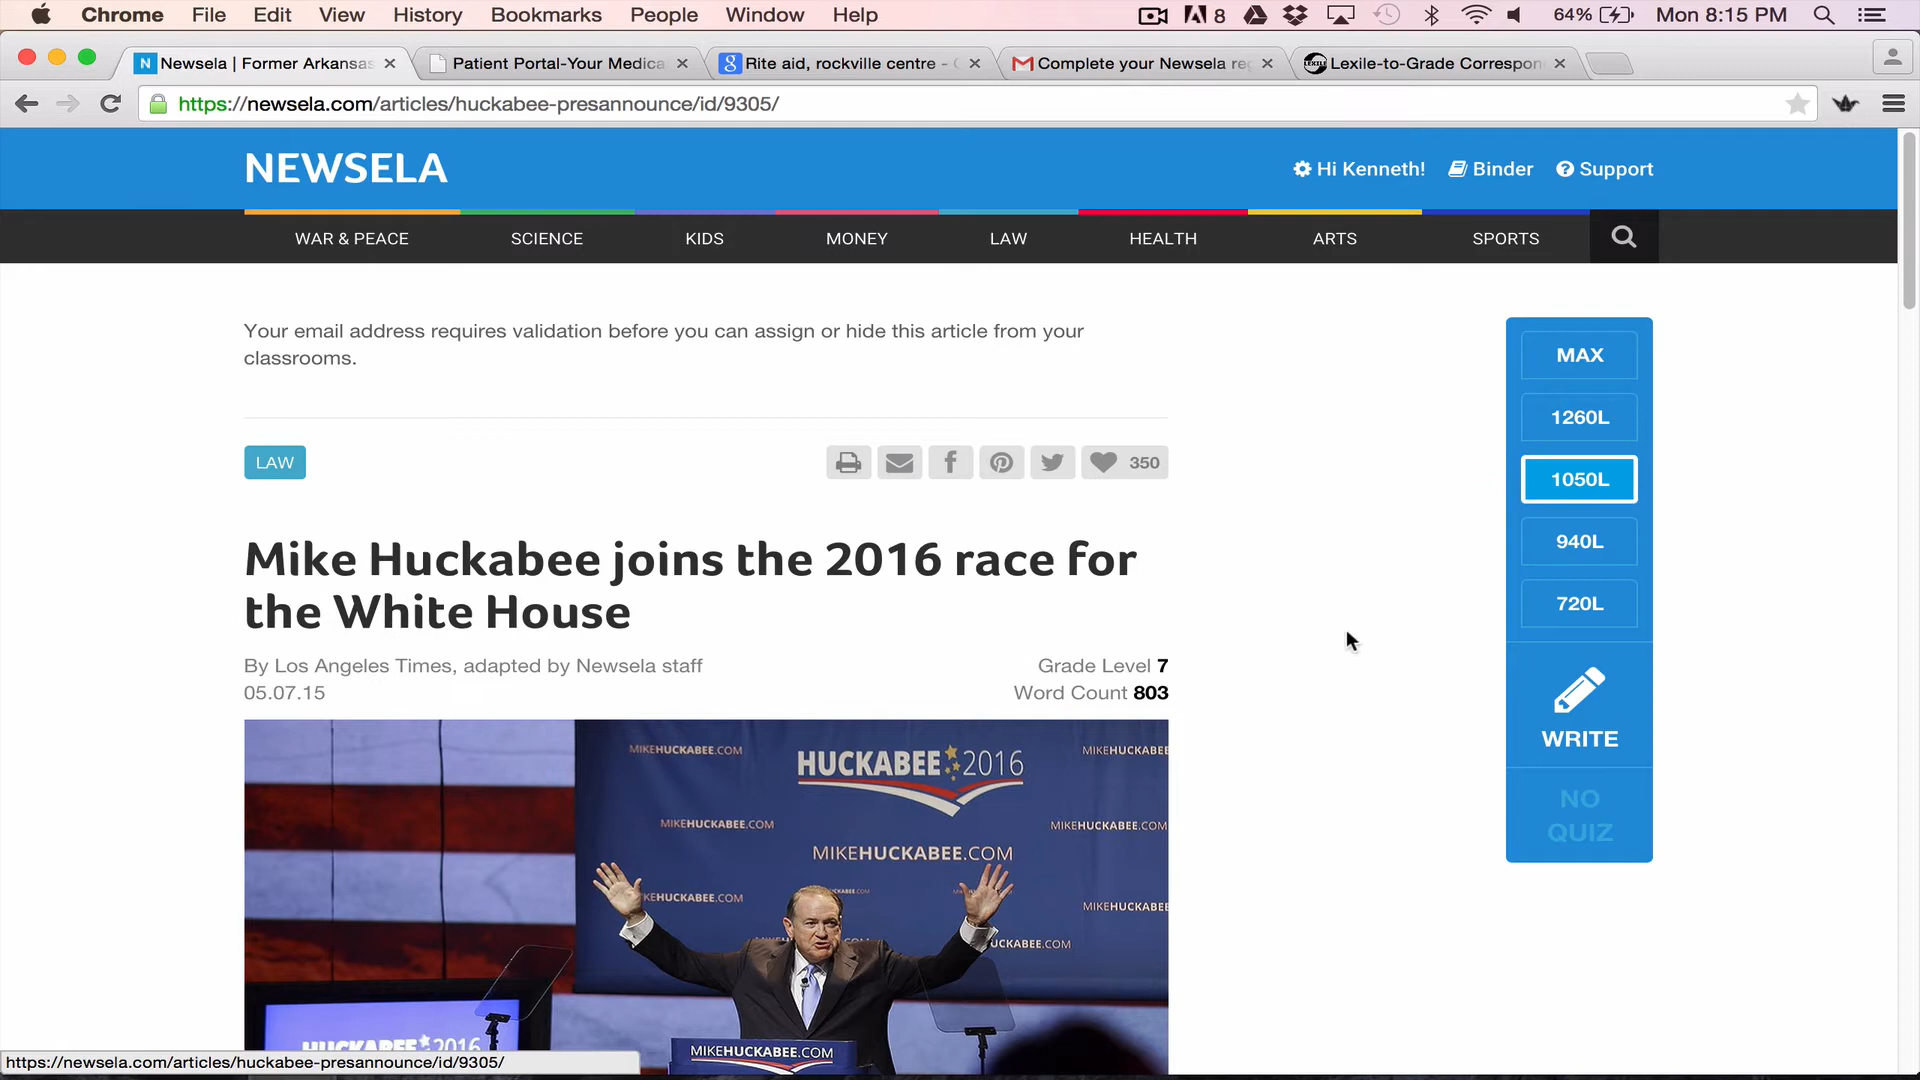 Chrome File Edit View History Bookmarks People Window Help 8 64% Mon 8:15 PM
N Newsela | Former Arkansas Patient Portal-Your Medica Rite aid, rockville centre - Complete your Newsela re Lexile-to-Grade Correspon
https://newsela.com/articles/huckabee-presannounce/id/9305/
NEWSELA Hi Kenneth! Binder Support
WAR & PEACE SCIENCE KIDS MONEY LAW HEALTH ARTS SPORTS
Your email address requires validation before you can assign or hide this article from your
classrooms.
LAW 350
Mike Huckabee joins the 2016 race for
the White House
By Los Angeles Times, adapted by Newsela staff Grade Level 7
05.07.15 Word Count 803
MAX
1260L
1050L
940L
720L
WRITE
NO
QUIZ
MIKEHUCKABEE.COM HUCKABEE 2016 MIKEHUCKABEE
MIKEHUCKABEE.COM MIKEHUCKABEE.COM
MIKEHUCKABEE.COM
KEHUCKABEE.COM MIKEHUCKABEE
UCKABEE.COM
HUCKABEE 2016
MIKEHUCKABEE.COM
https://newsela.com/articles/huckabee-presannounce/id/9305/